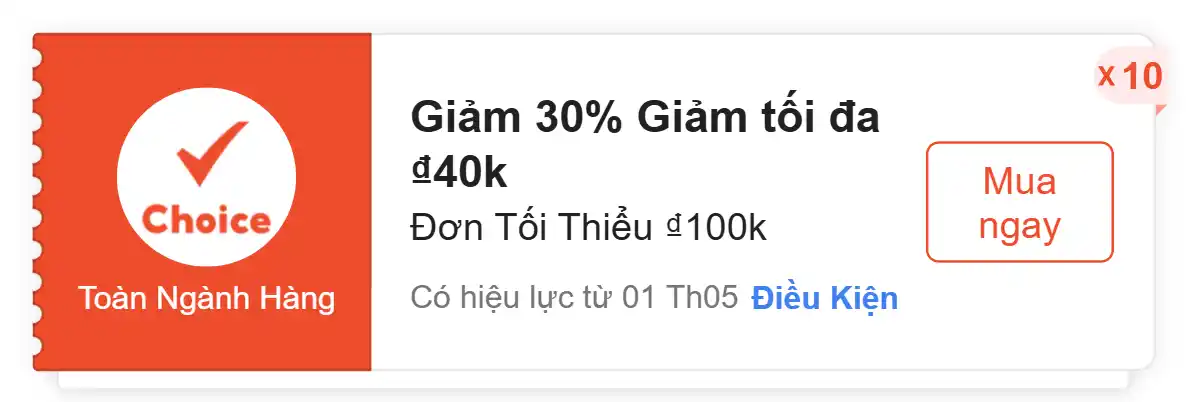 Choice
Toàn Ngành Hàng
Giảm 30% Giảm tối đa
₫40k
Đơn Tối Thiểu ₫100k
Có hiệu lực từ 01 Th05 Điều Kiện
x 10
Mua
ngay